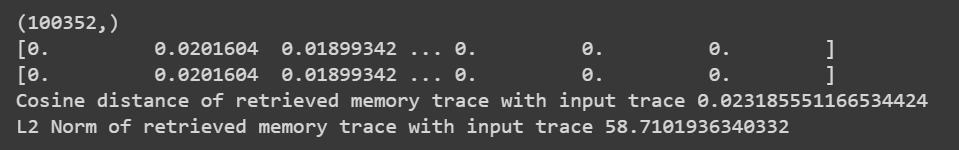 (100352,)
[0.         0.0201604  0.01899342 ... 0.         0.         0.        ]
[0.         0.0201604  0.01899342 ... 0.         0.         0.        ]
Cosine distance of retrieved memory trace with input trace 0.023185551166534424
L2 Norm of retrieved memory trace with input trace 58.7101936340332